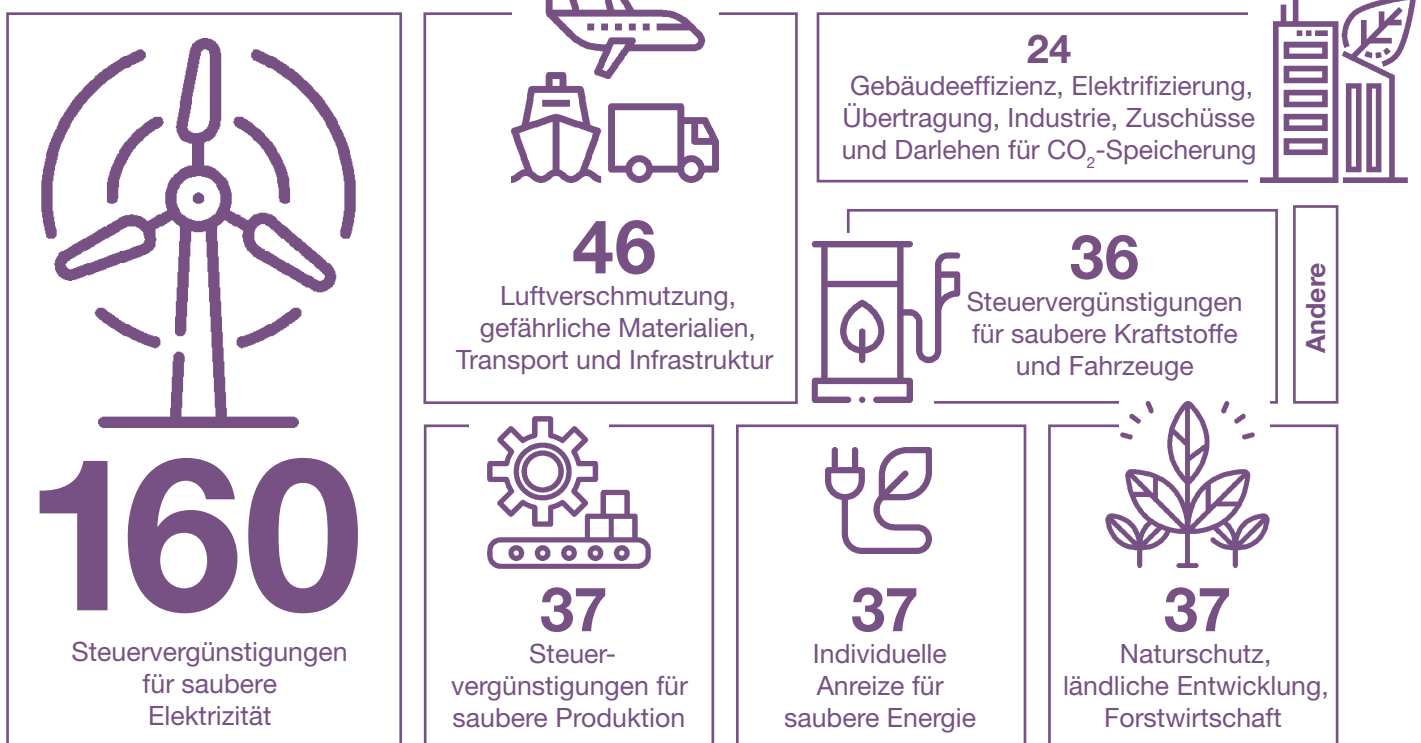 160
Steuervergünstigungen
für saubere
Elektrizität
46
Luftverschmutzung,
gefährliche Materialien,
Transport und Infrastruktur
24
Gebäudeeffizienz, Elektrifizierung,
Übertragung, Industrie, Zuschüsse
und Darlehen für CO₂-Speicherung
36
Steuervergünstigungen
für saubere Kraftstoffe
und Fahrzeuge
Andere
37
Steuer-
vergünstigungen für
saubere Produktion
37
Individuelle
Anreize für
saubere Energie
37
Naturschutz,
ländliche Entwicklung,
Forstwirtschaft